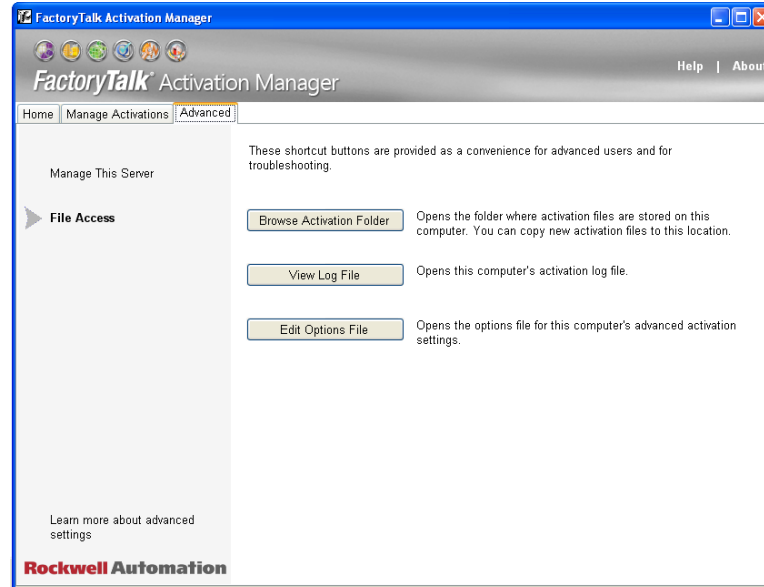 FactoryTalk Activation Manager
FactoryTalk® Activation Manager
Help | About
Home Manage Activations Advanced
These shortcut buttons are provided as a convenience for advanced users and for
troubleshooting.
Manage This Server
File Access
Browse Activation Folder
Opens the folder where activation files are stored on this
computer. You can copy new activation files to this location.
View Log File
Opens this computer's activation log file.
Edit Options File
Opens the options file for this computer's advanced activation
settings.
Learn more about advanced
settings
Rockwell Automation